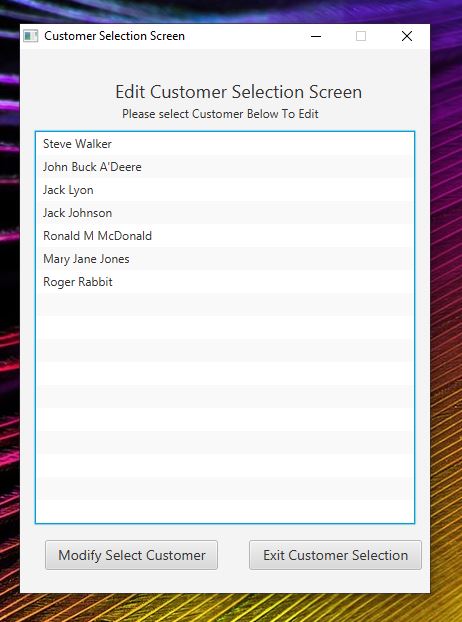 Customer Selection Screen
Edit Customer Selection Screen
Please select Customer Below To Edit
Steve Walker
John Buck A'Deere
Jack Lyon
Jack Johnson
Ronald M McDonald
Mary Jane Jones
Roger Rabbit
Modify Select Customer
Exit Customer Selection